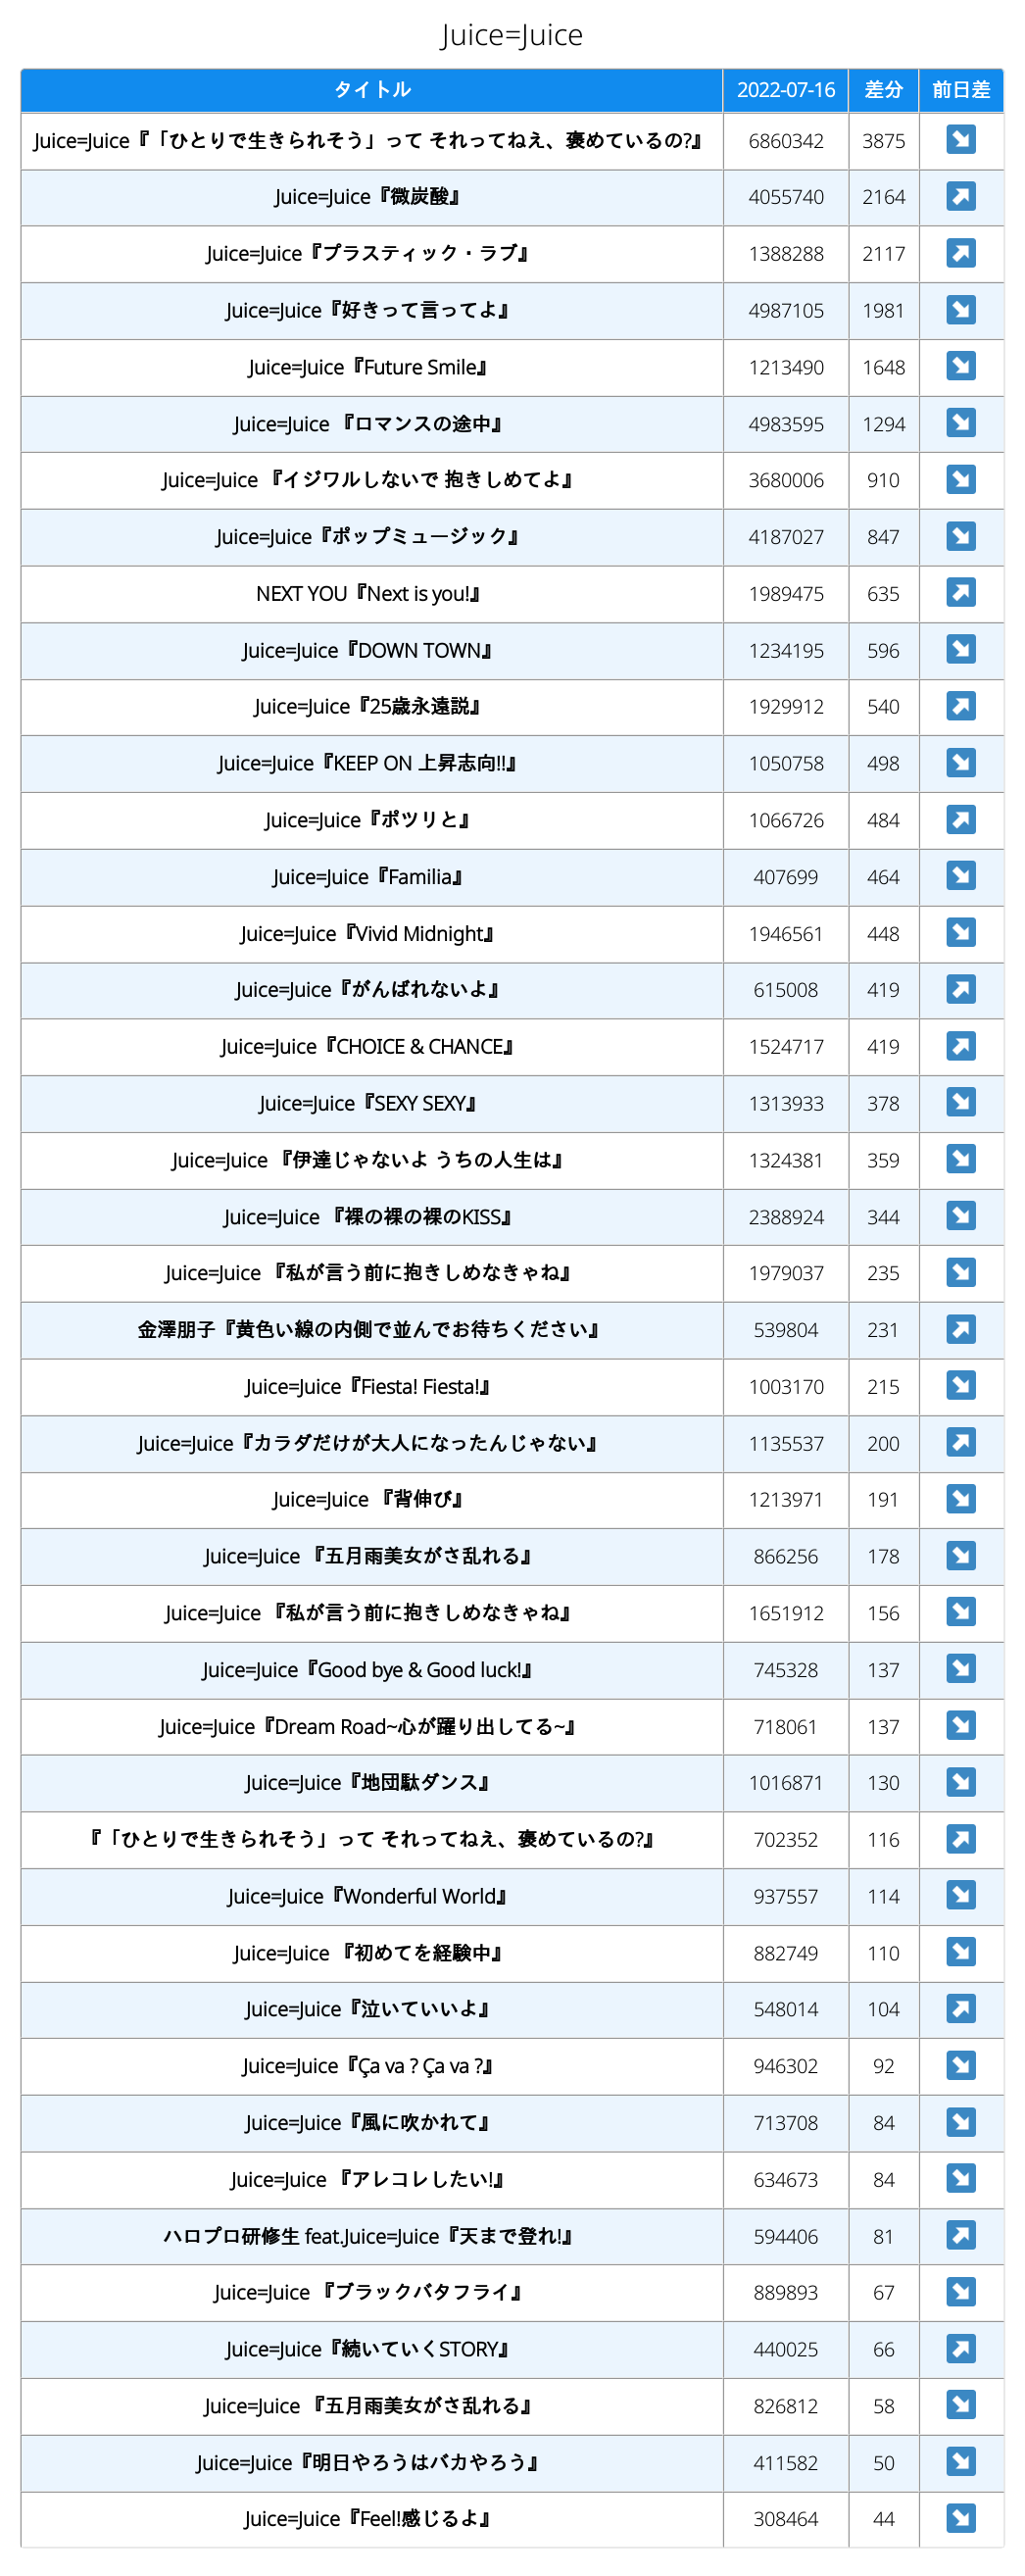 Juice=Juice
タイトル 2022-07-16 差分 前日差
Juice=Juice『「ひとりで生きられそう」って それってねえ、褒めているの?』 6860342 3875 ↘
Juice=Juice『微炭酸』 4055740 2164 ↗
Juice=Juice『プラスティック・ラブ』 1388288 2117 ↗
Juice=Juice『好きって言ってよ』 4987105 1981 ↘
Juice=Juice『Future Smile』 1213490 1648 ↘
Juice=Juice 『ロマンスの途中』 4983595 1294 ↘
Juice=Juice 『イジワルしないで 抱きしめてよ』 3680006 910 ↘
Juice=Juice『ポップミュージック』 4187027 847 ↘
NEXT YOU『Next is you!』 1989475 635 ↗
Juice=Juice『DOWN TOWN』 1234195 596 ↘
Juice=Juice『25歳永遠説』 1929912 540 ↗
Juice=Juice『KEEP ON 上昇志向!!』 1050758 498 ↘
Juice=Juice『ポツリと』 1066726 484 ↗
Juice=Juice『Familia』 407699 464 ↘
Juice=Juice『Vivid Midnight』 1946561 448 ↘
Juice=Juice『がんばれないよ』 615008 419 ↗
Juice=Juice『CHOICE & CHANCE』 1524717 419 ↗
Juice=Juice『SEXY SEXY』 1313933 378 ↘
Juice=Juice 『伊達じゃないよ うちの人生は』 1324381 359 ↘
Juice=Juice 『裸の裸の裸のKISS』 2388924 344 ↘
Juice=Juice 『私が言う前に抱きしめなきゃね』 1979037 235 ↘
金澤朋子『黄色い線の内側で並んでお待ちください』 539804 231 ↗
Juice=Juice『Fiesta! Fiesta!』 1003170 215 ↘
Juice=Juice『カラダだけが大人になったんじゃない』 1135537 200 ↗
Juice=Juice 『背伸び』 1213971 191 ↘
Juice=Juice 『五月雨美女がさ乱れる』 866256 178 ↘
Juice=Juice 『私が言う前に抱きしめなきゃね』 1651912 156 ↘
Juice=Juice『Good bye & Good luck!』 745328 137 ↘
Juice=Juice『Dream Road~心が躍り出してる~』 718061 137 ↘
Juice=Juice『地団駄ダンス』 1016871 130 ↘
『「ひとりで生きられそう」って それってねえ、褒めているの?』 702352 116 ↗
Juice=Juice『Wonderful World』 937557 114 ↘
Juice=Juice 『初めてを経験中』 882749 110 ↘
Juice=Juice『泣いていいよ』 548014 104 ↗
Juice=Juice『Ça va ? Ça va ?』 946302 92 ↘
Juice=Juice『風に吹かれて』 713708 84 ↘
Juice=Juice 『アレコレしたい!』 634673 84 ↘
ハロプロ研修生 feat.Juice=Juice『天まで登れ!』 594406 81 ↗
Juice=Juice 『ブラックバタフライ』 889893 67 ↘
Juice=Juice『続いていくSTORY』 440025 66 ↗
Juice=Juice 『五月雨美女がさ乱れる』 826812 58 ↘
Juice=Juice『明日やろうはバカやろう』 411582 50 ↘
Juice=Juice『Feel!感じるよ』 308464 44 ↘